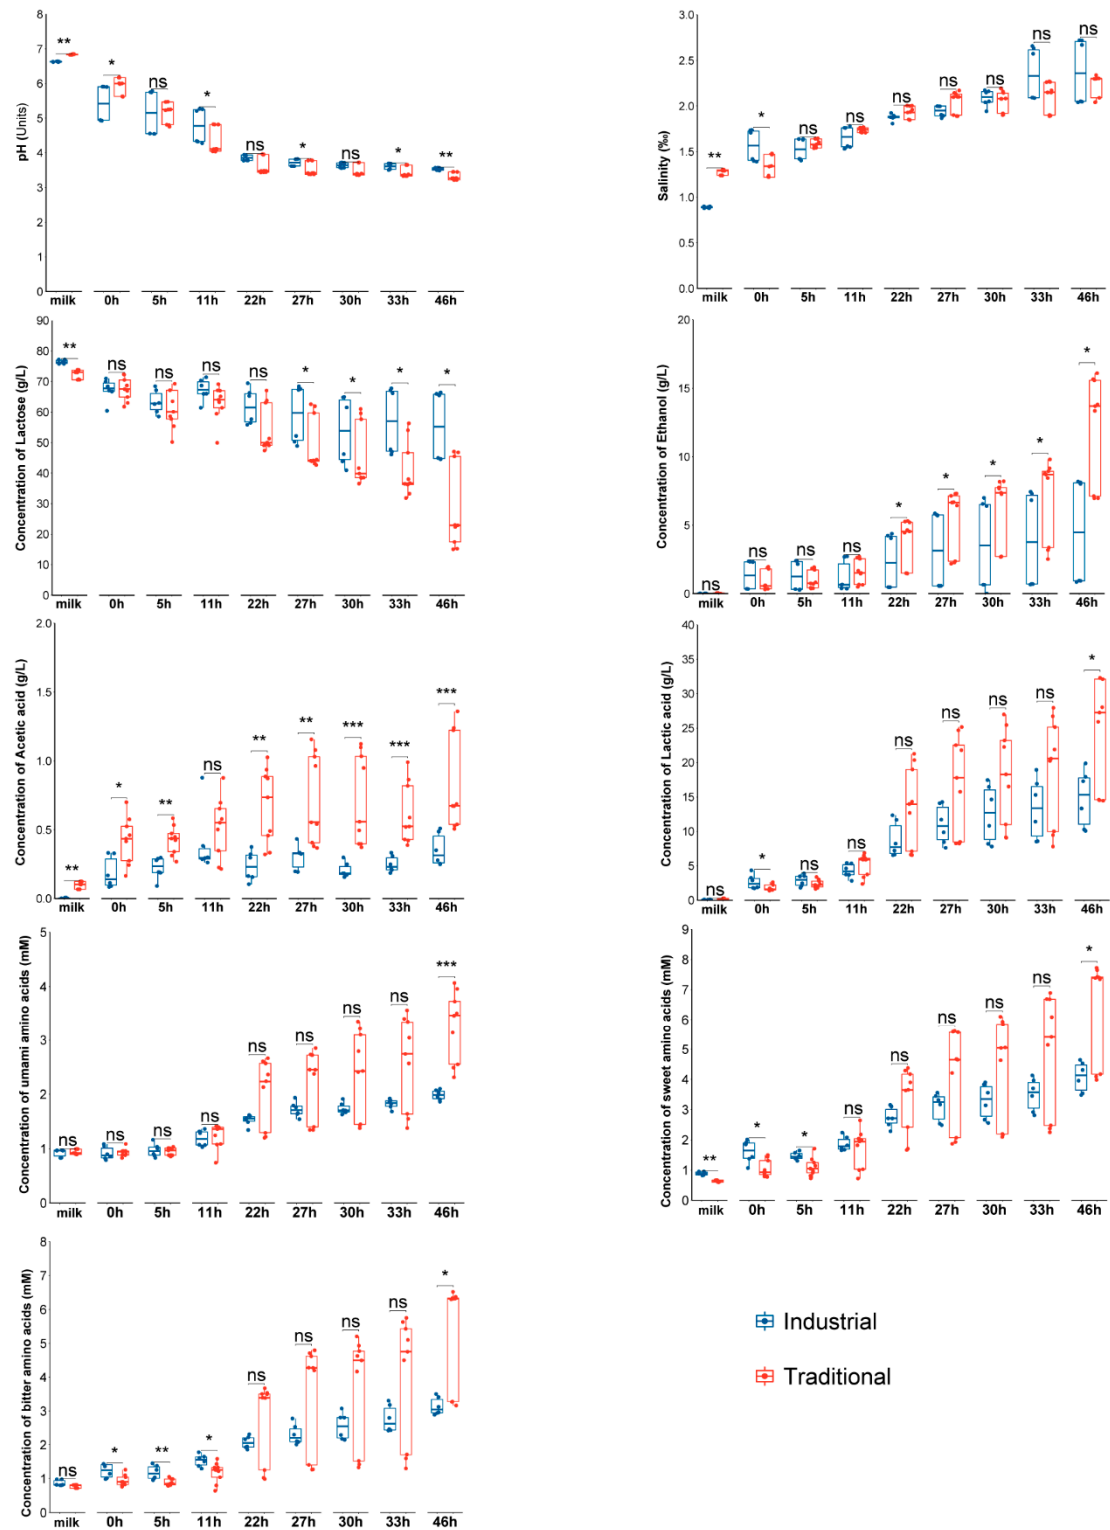 pH (Units)
8
7
6
5
4
3
2
1
0
** * ns * ns * ns * **
milk 0h 5h 11h 22h 27h 30h 33h 46h
Salinity (‰)
3.0
2.5
2.0
1.5
1.0
0.5
0.0
** * ns ns ns ns ns ns ns
milk 0h 5h 11h 22h 27h 30h 33h 46h
Concentration of Lactose (g/L)
90
80
70
60
50
40
30
20
10
0
** ns ns ns ns * * * *
milk 0h 5h 11h 22h 27h 30h 33h 46h
Concentration of Ethanol (g/L)
20
15
10
5
0
ns ns ns ns * * * * *
milk 0h 5h 11h 22h 27h 30h 33h 46h
Concentration of Acetic acid (g/L)
2.0
1.5
1.0
0.5
0.0
** * ** ns ** ** *** *** ***
milk 0h 5h 11h 22h 27h 30h 33h 46h
Concentration of Lactic acid (g/L)
40
35
30
25
20
15
10
5
0
ns * ns ns ns ns ns ns *
milk 0h 5h 11h 22h 27h 30h 33h 46h
Concentration of umami amino acids (mM)
5
4
3
2
1
0
ns ns ns ns ns ns ns ns ***
milk 0h 5h 11h 22h 27h 30h 33h 46h
Concentration of sweet amino acids (mM)
9
8
7
6
5
4
3
2
1
0
** * * ns ns ns ns ns *
milk 0h 5h 11h 22h 27h 30h 33h 46h
Concentration of bitter amino acids (mM)
8
7
6
5
4
3
2
1
0
ns * ** * ns ns ns ns *
milk 0h 5h 11h 22h 27h 30h 33h 46h
Industrial
Traditional